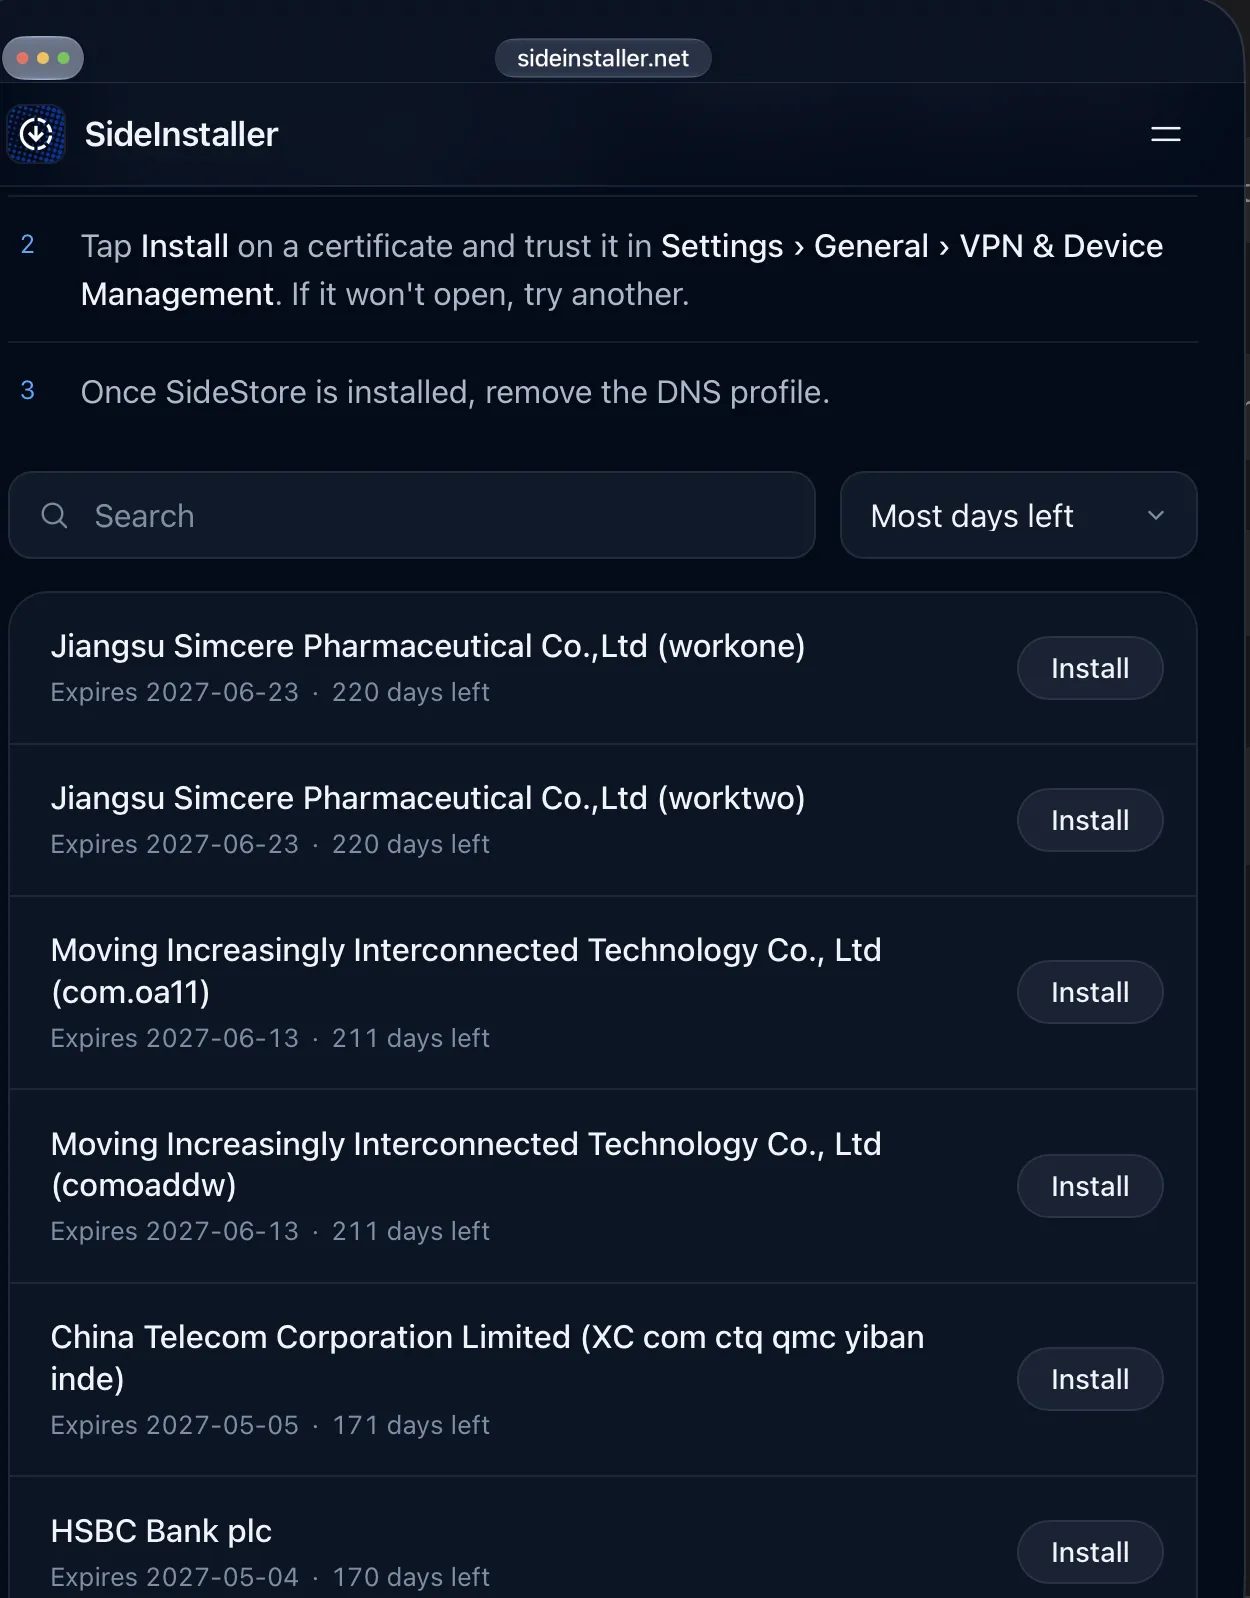 sideinstaller.net
SideInstaller
2 Tap Install on a certificate and trust it in Settings › General › VPN & Device
Management. If it won't open, try another.
3 Once SideStore is installed, remove the DNS profile.
Search
Most days left
Jiangsu Simcere Pharmaceutical Co.,Ltd (workone)
Expires 2027-06-23 · 220 days left
Install
Jiangsu Simcere Pharmaceutical Co.,Ltd (worktwo)
Expires 2027-06-23 · 220 days left
Install
Moving Increasingly Interconnected Technology Co., Ltd
(com.oa11)
Expires 2027-06-13 · 211 days left
Install
Moving Increasingly Interconnected Technology Co., Ltd
(comoaddw)
Expires 2027-06-13 · 211 days left
Install
China Telecom Corporation Limited (XC com ctq qmc yiban
inde)
Expires 2027-05-05 · 171 days left
Install
HSBC Bank plc
Expires 2027-05-04 · 170 days left
Install